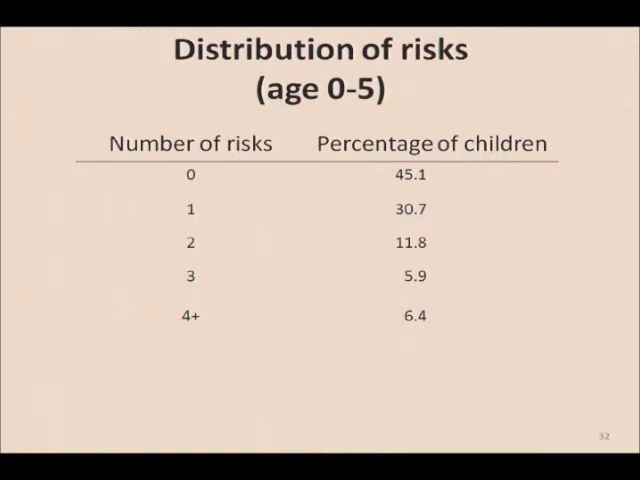 Distribution of risks
(age 0-5)
Number of risks Percentage of children
0 45.1
1 30.7
2 11.8
3 5.9
4+ 6.4
32